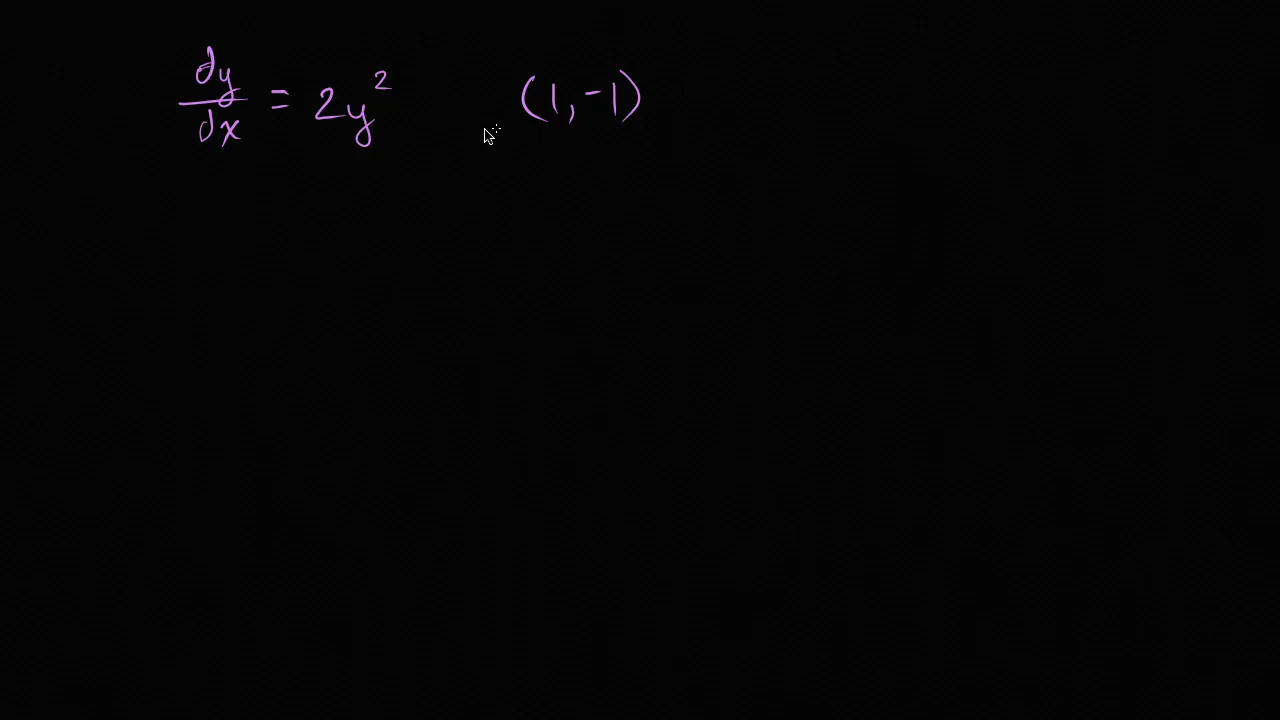 dy/dx = 2y² (1, -1)